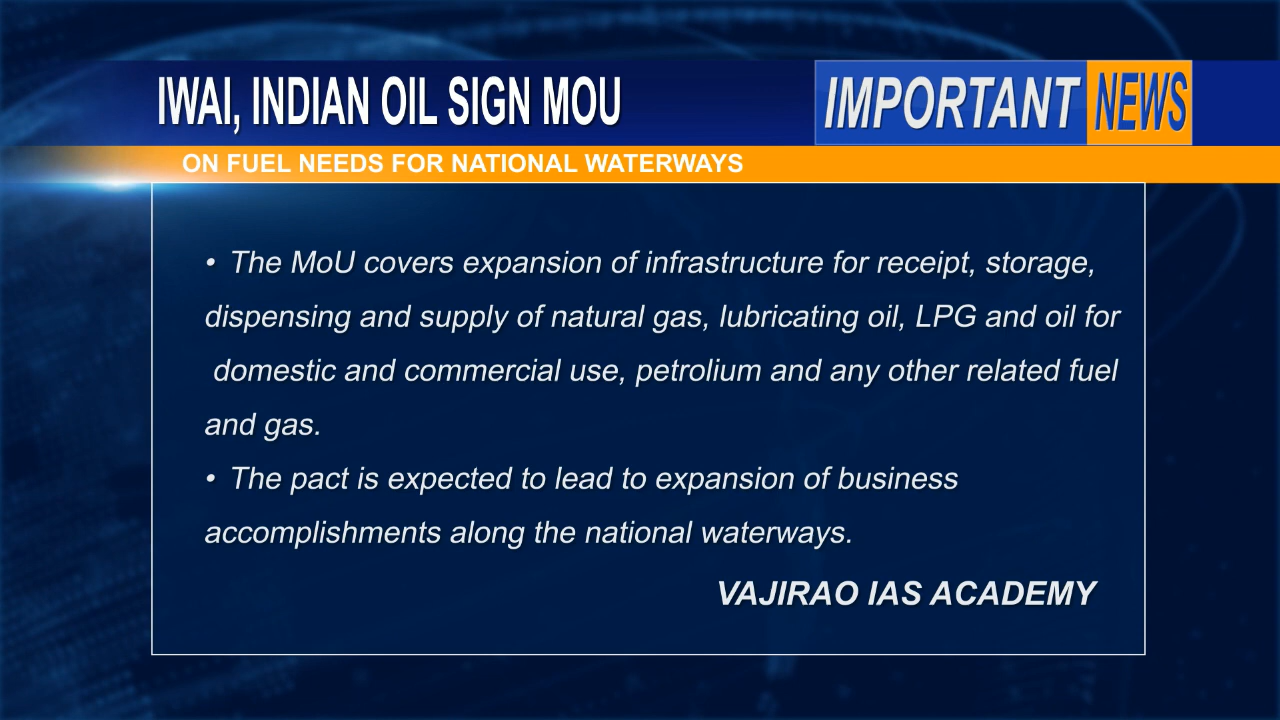 IWAI, INDIAN OIL SIGN MOU
IMPORTANT NEWS
ON FUEL NEEDS FOR NATIONAL WATERWAYS
• The MoU covers expansion of infrastructure for receipt, storage,
dispensing and supply of natural gas, lubricating oil, LPG and oil for
domestic and commercial use, petrolium and any other related fuel
and gas.
• The pact is expected to lead to expansion of business
accomplishments along the national waterways.
VAJIRAO IAS ACADEMY